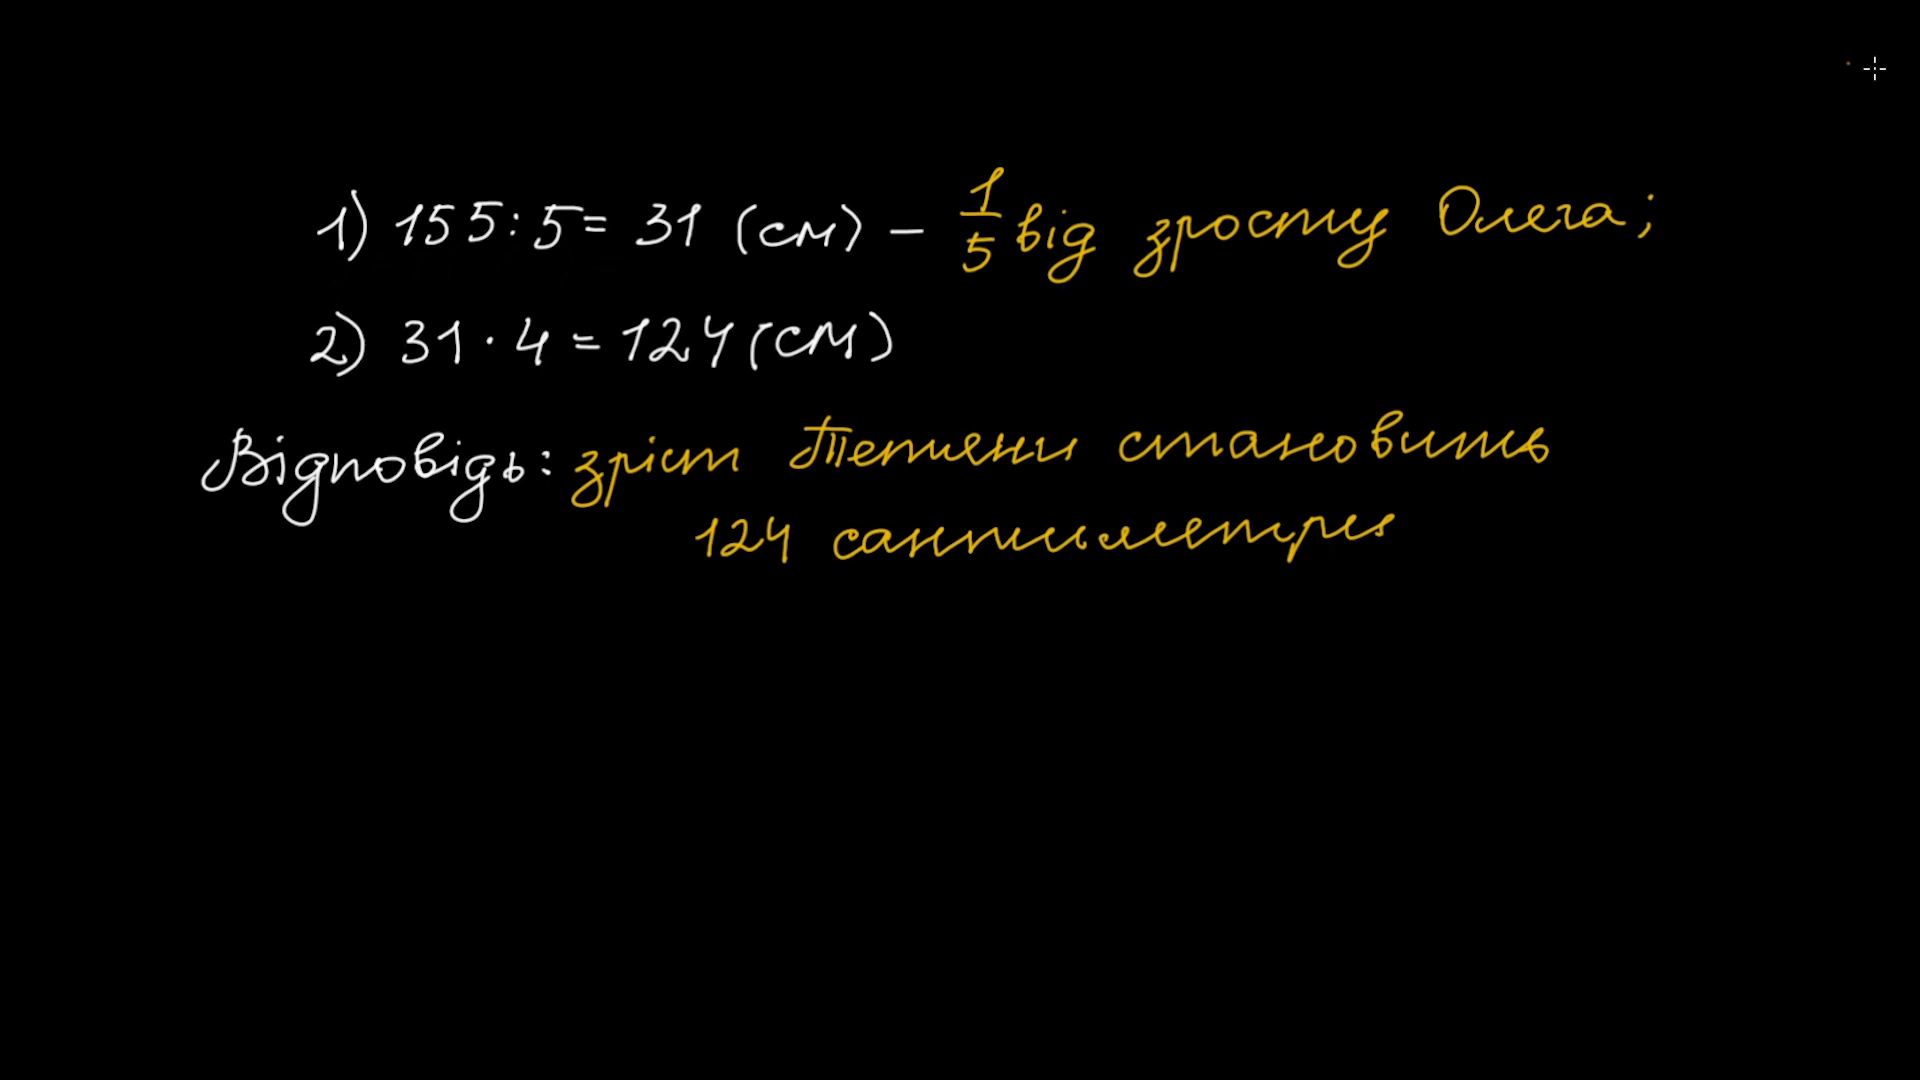 1) 155 : 5 = 31 (см) – 1/5 від зросту Олега;
2) 31 · 4 = 124 (см)
Відповідь: зріст Тетяни становить
124 сантиметри